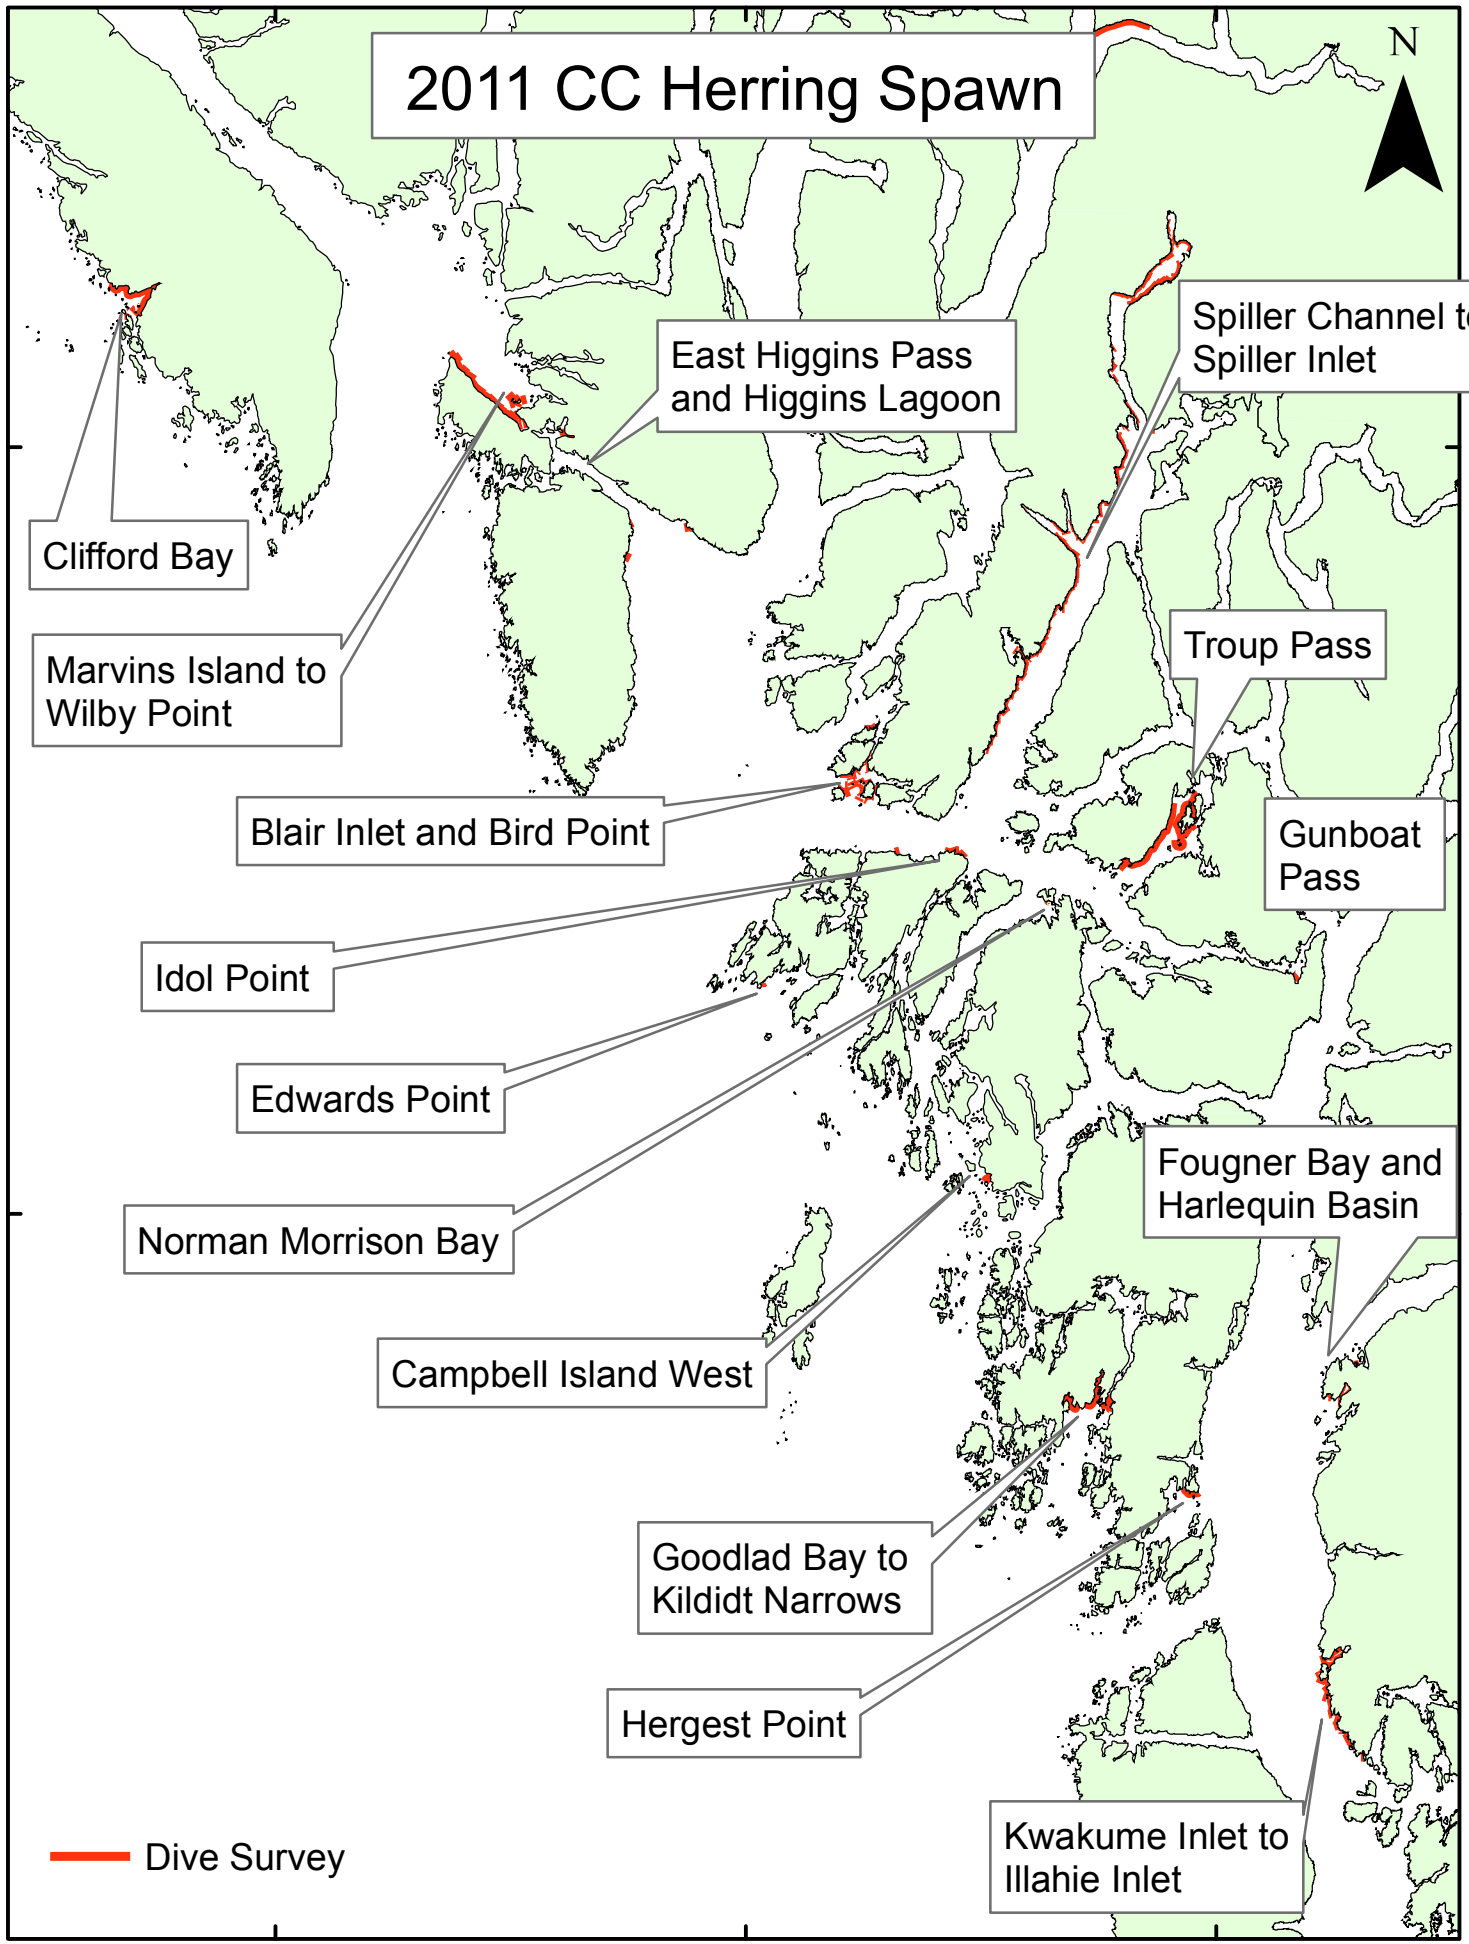 2011 CC Herring Spawn
N
Spiller Channel to
Spiller Inlet
East Higgins Pass
and Higgins Lagoon
Clifford Bay
Marvins Island to
Wilby Point
Troup Pass
Blair Inlet and Bird Point
Gunboat
Pass
Idol Point
Edwards Point
Fougner Bay and
Harlequin Basin
Norman Morrison Bay
Campbell Island West
Goodlad Bay to
Kildidt Narrows
Hergest Point
Kwakume Inlet to
Illahie Inlet
Dive Survey